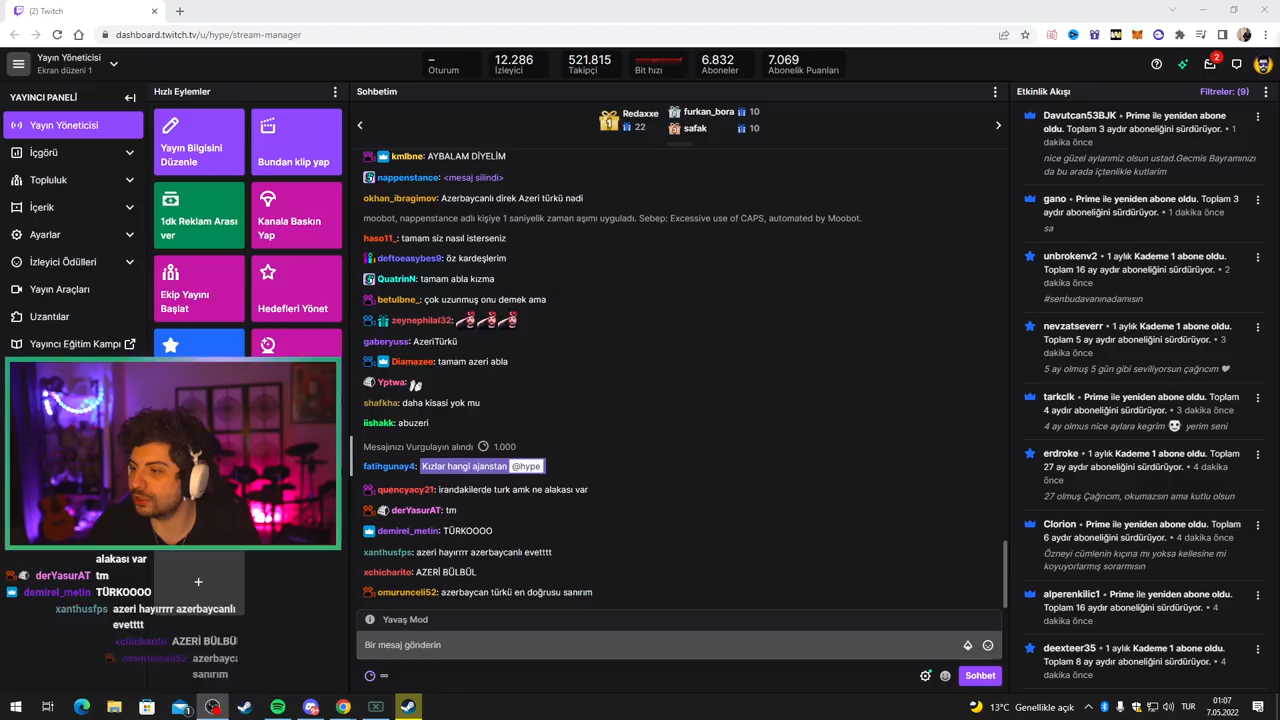 (3) Twitch
dashboard.twitch.tv/u/hype/stream-manager
Yayın Yöneticisi
Ekran düzeni 1
–
Oturum
12.286
İzleyici
521.815
Takipçi
Bit hızı
6.832
Aboneler
7.069
Abonelik Puanları
2
YAYINCI PANELİ
Yayın Yöneticisi
İçgörü
Topluluk
İçerik
Ayarlar
İzleyici Ödülleri
Yayın Araçları
Uzantılar
Yayıncı Eğitim Kampı
Hızlı Eylemler
Yayın Bilgisini
Düzenle
Bundan klip yap
1dk Reklam Arası
ver
Kanala Baskın
Yap
Ekip Yayını
Başlat
Hedefleri Yönet
alakası var
derYasurAT tm
demirel_metin: TÜRKOOOO
xanthusfps azeri hayırrrr azerbaycanlı
evetttt
xchicharito AZERİ BÜLBÜL
omurunceli52 azerbayca
sanırım
Sohbetim
1
Redaxxe
22
2 furkan_bora 10
3 safak 10
kmlbne: AYBALAM DİYELİM
nappenstance: <mesaj silindi>
okhan_ibragimov: Azerbaycanlı direk Azeri türkü nadi
moobot, nappenstance adlı kişiye 1 saniyelik zaman aşımı uyguladı. Sebep: Excessive use of CAPS, automated by Moobot.
haso11_: tamam siz nasıl isterseniz
deftoeasybes9: öz kardeşlerim
QuatrinN: tamam abla kızma
betulbne_: çok uzunmuş onu demek ama
zeynephilal32:
gaberyuss: AzeriTürkü
Diamazee: tamam azeri abla
Yptwa:
shafkha: daha kisasi yok mu
iishakk: abuzeri
Mesajınızı Vurgulayın alındı 1.000
fatihgunay4: Kızlar hangi ajanstan @hype
quencyacy21: irandakilerde turk amk ne alakası var
derYasurAT: tm
demirel_metin: TÜRKOOOO
xanthusfps: azeri hayırrrr azerbaycanlı evetttt
xchicharito: AZERİ BÜLBÜL
omurunceli52: azerbaycan türkü en doğrusu sanırım
Yavaş Mod
Bir mesaj gönderin
∞
Sohbet
Etkinlik Akışı
Filtreler: (9)
Davutcan53BJK • Prime ile yeniden abone
oldu. Toplam 3 aydır aboneliğini sürdürüyor. • 1
dakika önce
nice güzel aylarımız olsun ustad.Gecmis Bayramınızı
da bu arada içtenlikle kutlarim
gano • Prime ile yeniden abone oldu. Toplam 3
aydır aboneliğini sürdürüyor. • 1 dakika önce
sa
unbrokenv2 • 1 aylık Kademe 1 abone oldu.
Toplam 16 ay aydır aboneliğini sürdürüyor. • 2
dakika önce
#senbudavanınadamısın
nevzatseverr • 1 aylık Kademe 1 abone oldu.
Toplam 5 ay aydır aboneliğini sürdürüyor. • 3
dakika önce
5 ay olmuş 5 gün gibi seviliyorsun çağrıcım
tarkclk • Prime ile yeniden abone oldu. Toplam
4 aydır aboneliğini sürdürüyor. • 3 dakika önce
4 ay olmus nice aylara kegrim yerim seni
erdroke • 1 aylık Kademe 1 abone oldu. Toplam
27 ay aydır aboneliğini sürdürüyor. • 4 dakika
önce
27 olmuş Çağrıcım, okumazsın ama kutlu olsun
Clorion • Prime ile yeniden abone oldu. Toplam
6 aydır aboneliğini sürdürüyor. • 4 dakika önce
Özneyi cümlenin kıçına mı yoksa kellesine mi
koyuyorlarmış sorarmısın
alperenkilic1 • Prime ile yeniden abone oldu.
Toplam 16 aydır aboneliğini sürdürüyor. • 4
dakika önce
deexteer35 • 1 aylık Kademe 1 abone oldu.
Toplam 8 ay aydır aboneliğini sürdürüyor. • 4
dakika önce
13°C Genellikle açık
TUR
01:07
7.05.2022